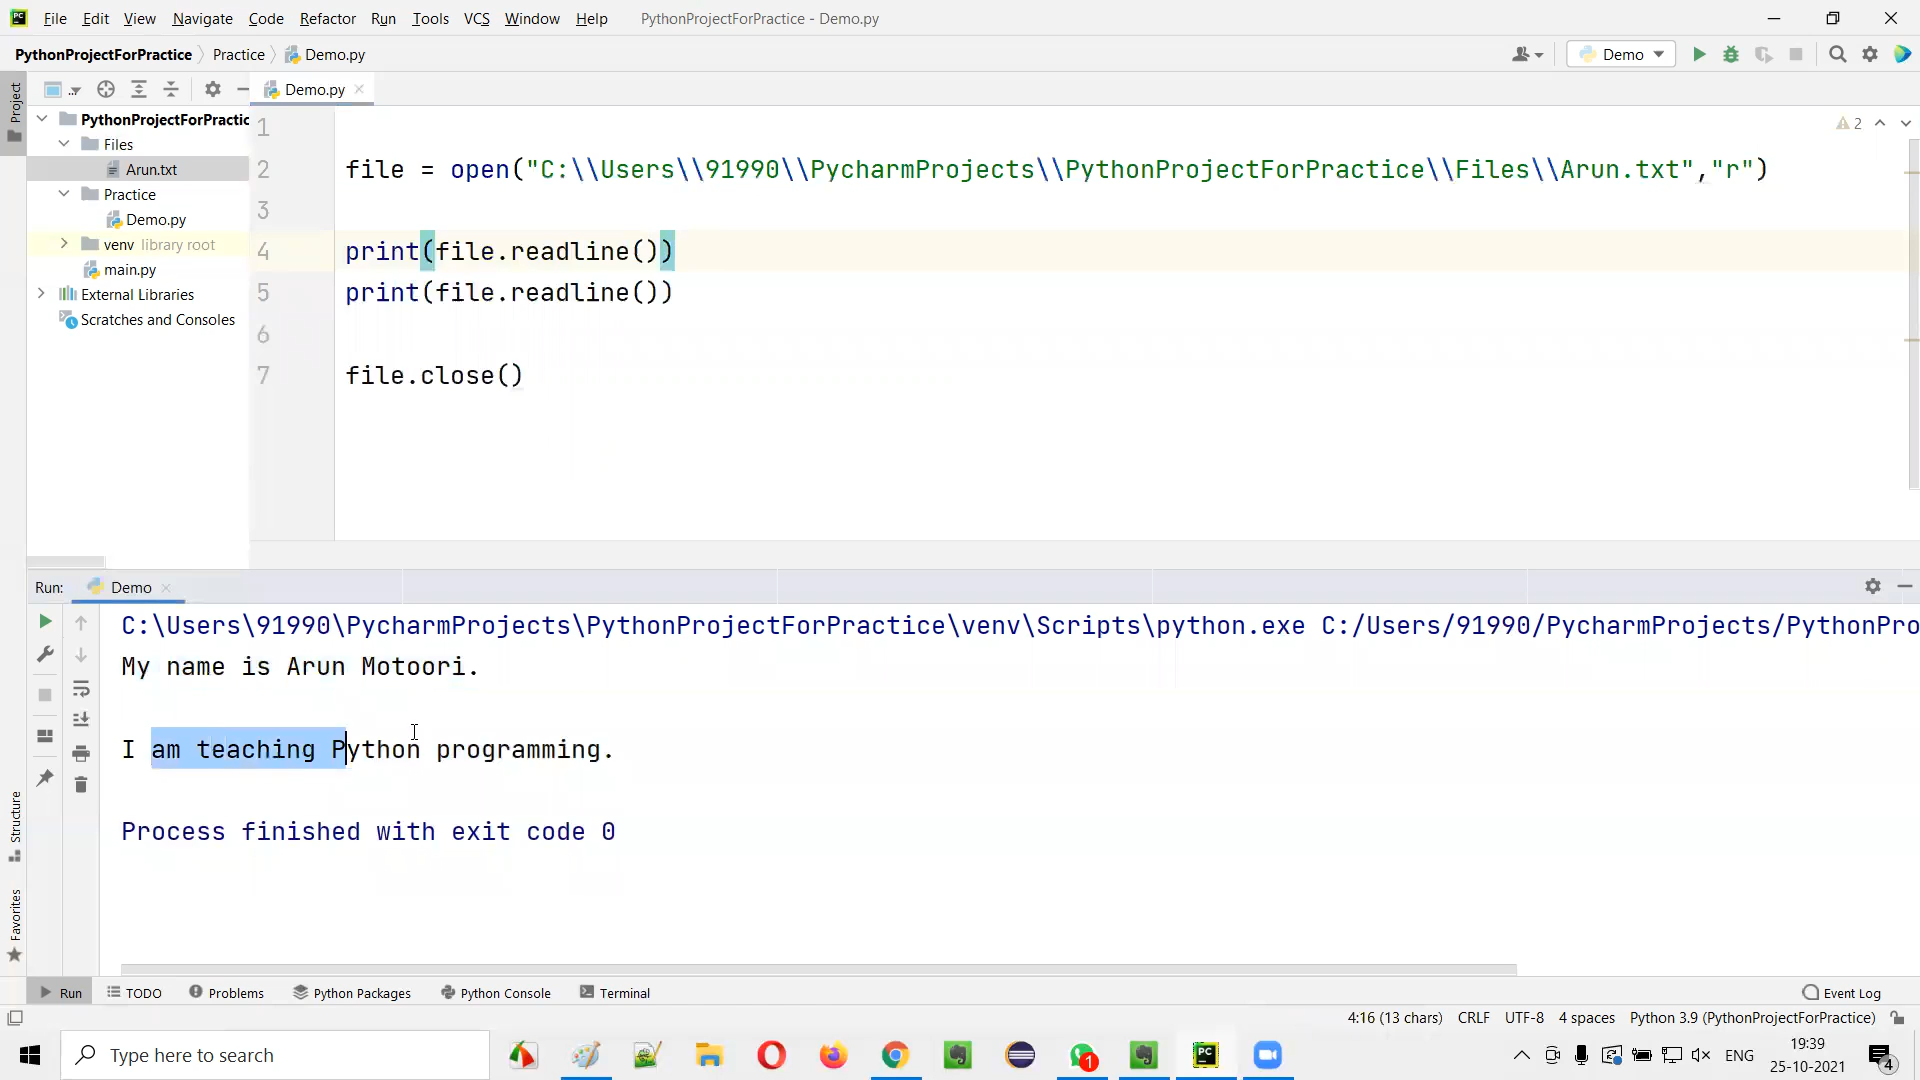 File Edit View Navigate Code Refactor Run Tools VCS Window Help PythonProjectForPractice - Demo.py
PythonProjectForPractice Practice Demo.py Demo
Project
Demo.py
PythonProjectForPractic
Files
Arun.txt
Practice
Demo.py
venv library root
main.py
External Libraries
Scratches and Consoles
2
1
2 file = open("C:\\Users\\91990\\PycharmProjects\\PythonProjectForPractice\\Files\\Arun.txt","r")
3
4 print(file.readline())
5 print(file.readline())
6
7 file.close()
Run: Demo
C:\Users\91990\PycharmProjects\PythonProjectForPractice\venv\Scripts\python.exe C:/Users/91990/PycharmProjects/PythonPro
My name is Arun Motoori.
I am teaching Python programming.
Process finished with exit code 0
Structure
Favorites
Run TODO Problems Python Packages Python Console Terminal Event Log
4:16 (13 chars) CRLF UTF-8 4 spaces Python 3.9 (PythonProjectForPractice)
Type here to search
PC
1
ENG
19:39
25-10-2021
4